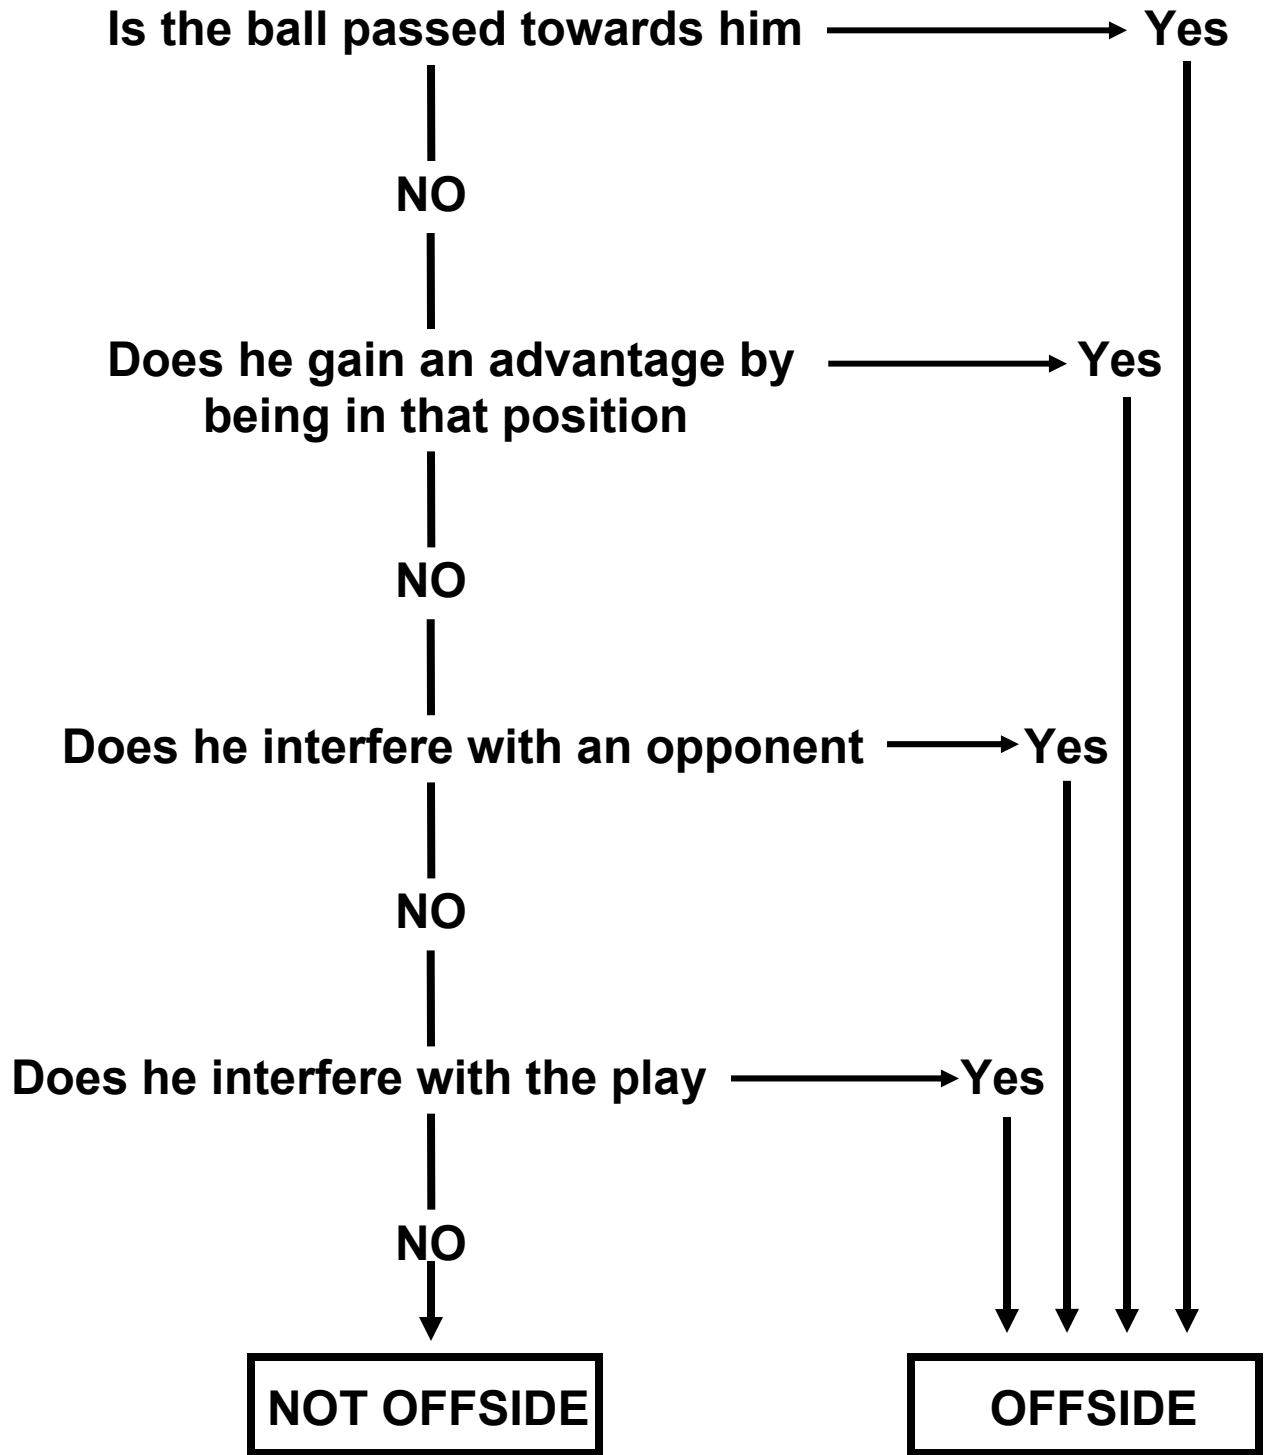 Is the ball passed towards him Yes
NO
Does he gain an advantage by Yes
being in that position
NO
Does he interfere with an opponent Yes
NO
Does he interfere with the play Yes
NO
NOT OFFSIDE OFFSIDE